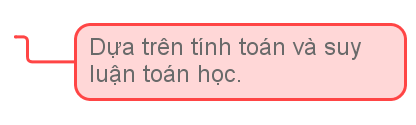 Dựa trên tính toán và suy
luận toán học.